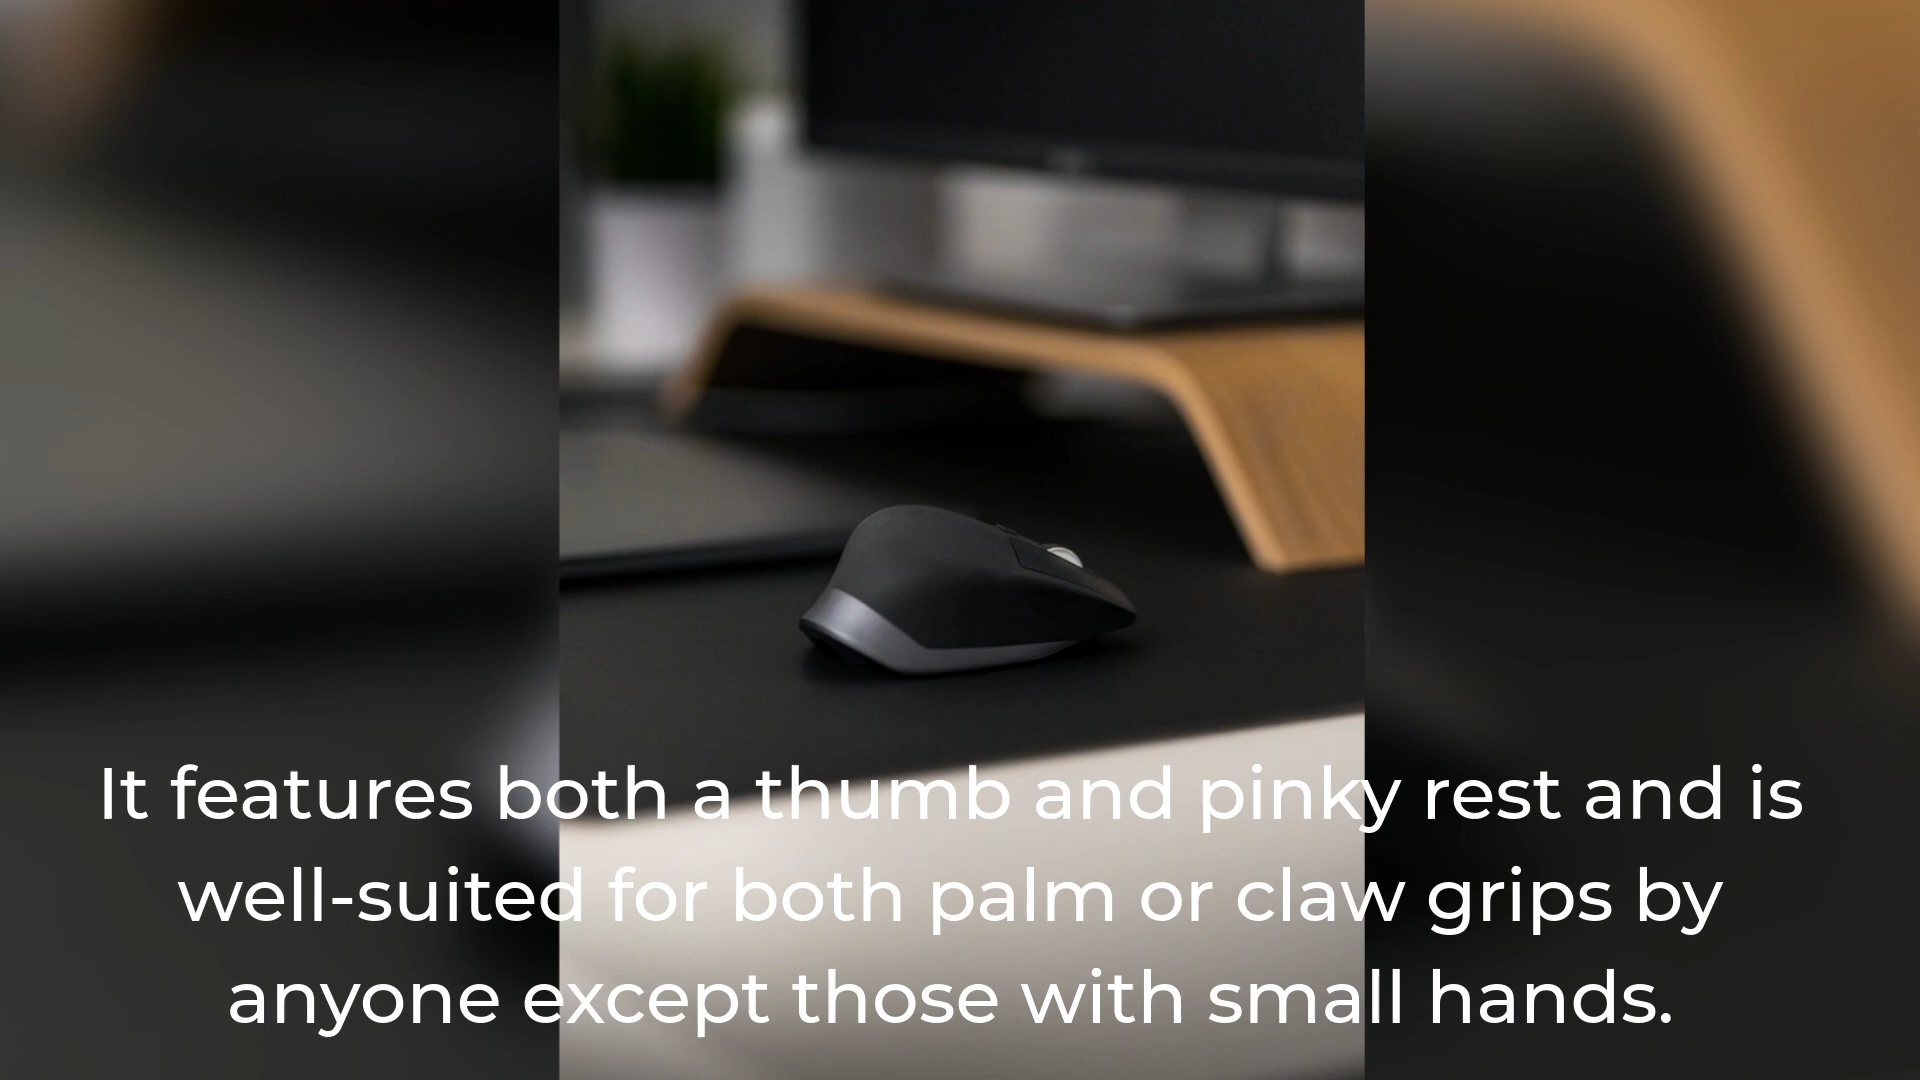 It features both a thumb and pinky rest and is
well-suited for both palm or claw grips by
anyone except those with small hands.